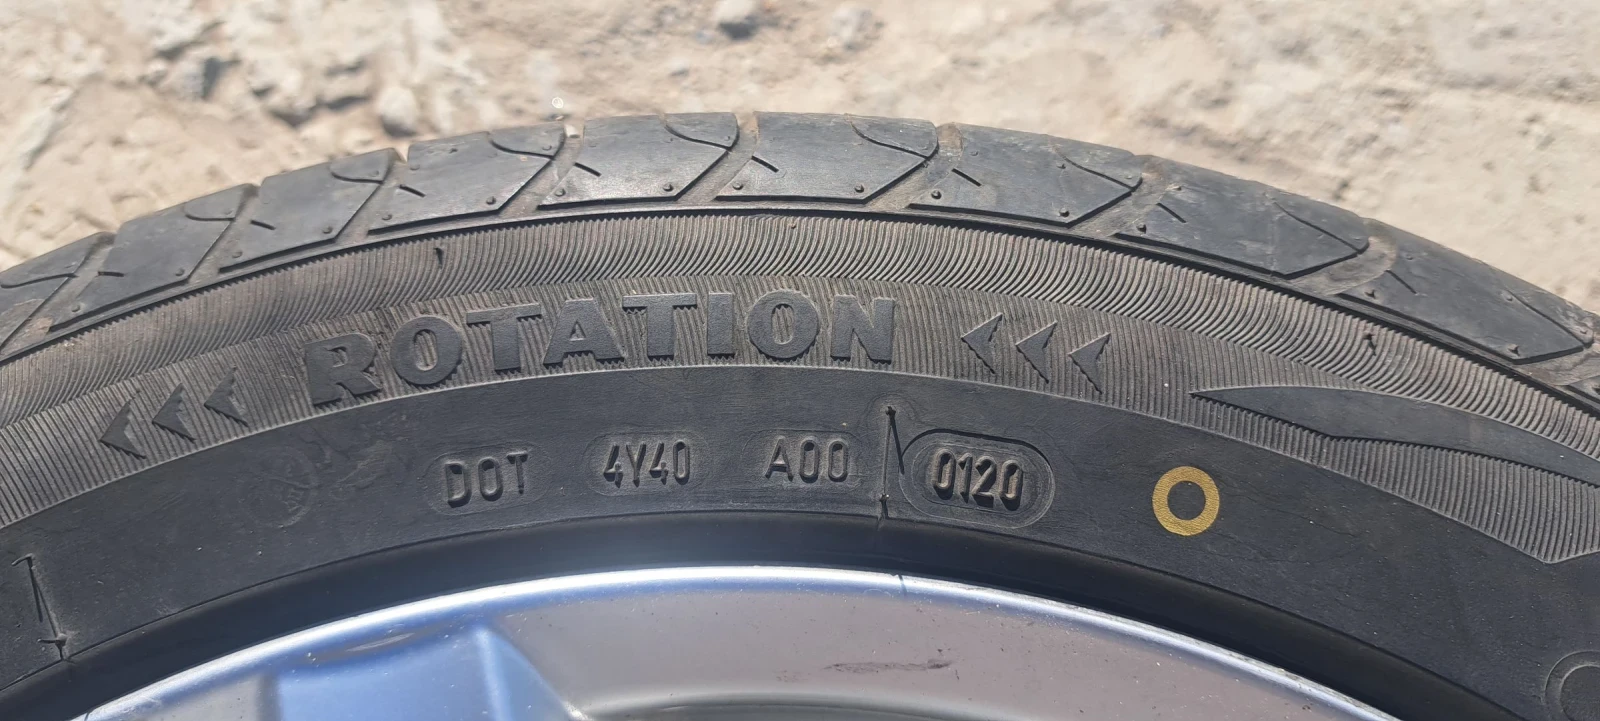 <<< ROTATION <<<
DOT 4Y40 A00 0120